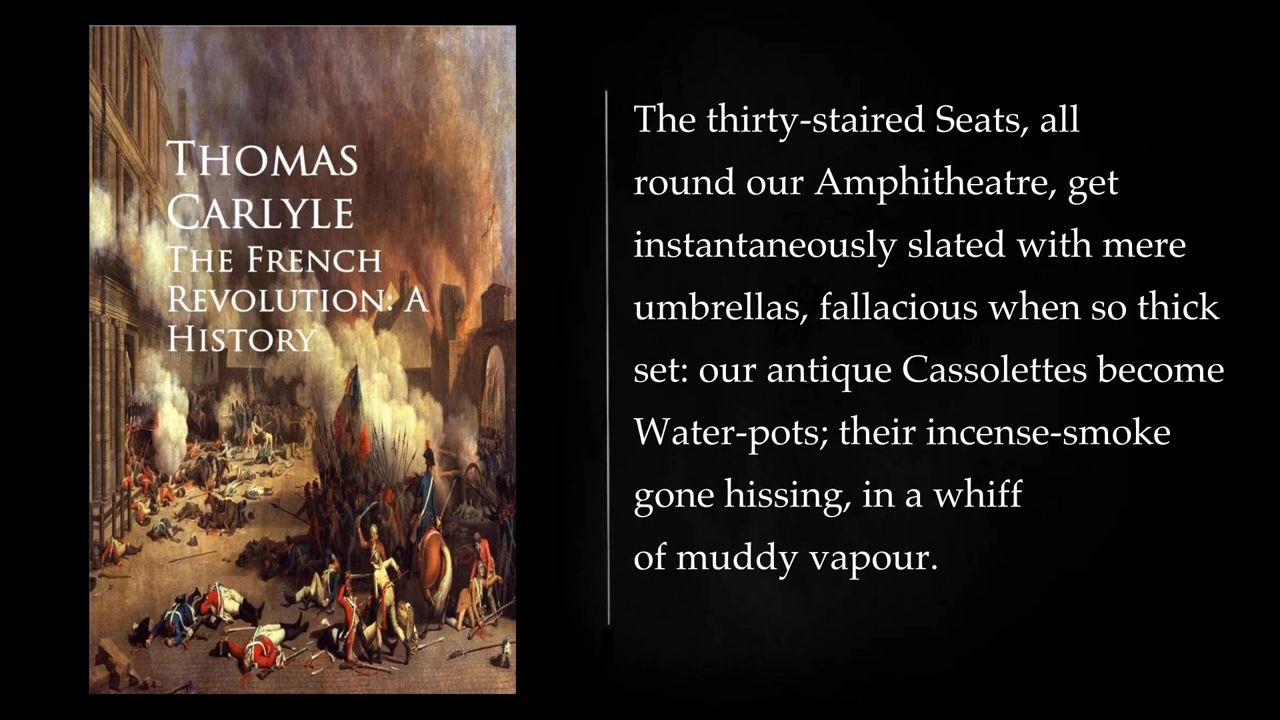 THOMAS
CARLYLE
THE FRENCH
REVOLUTION: A
HISTORY
The thirty-staired Seats, all
round our Amphitheatre, get
instantaneously slated with mere
umbrellas, fallacious when so thick
set: our antique Cassolettes become
Water-pots; their incense-smoke
gone hissing, in a whiff
of muddy vapour.